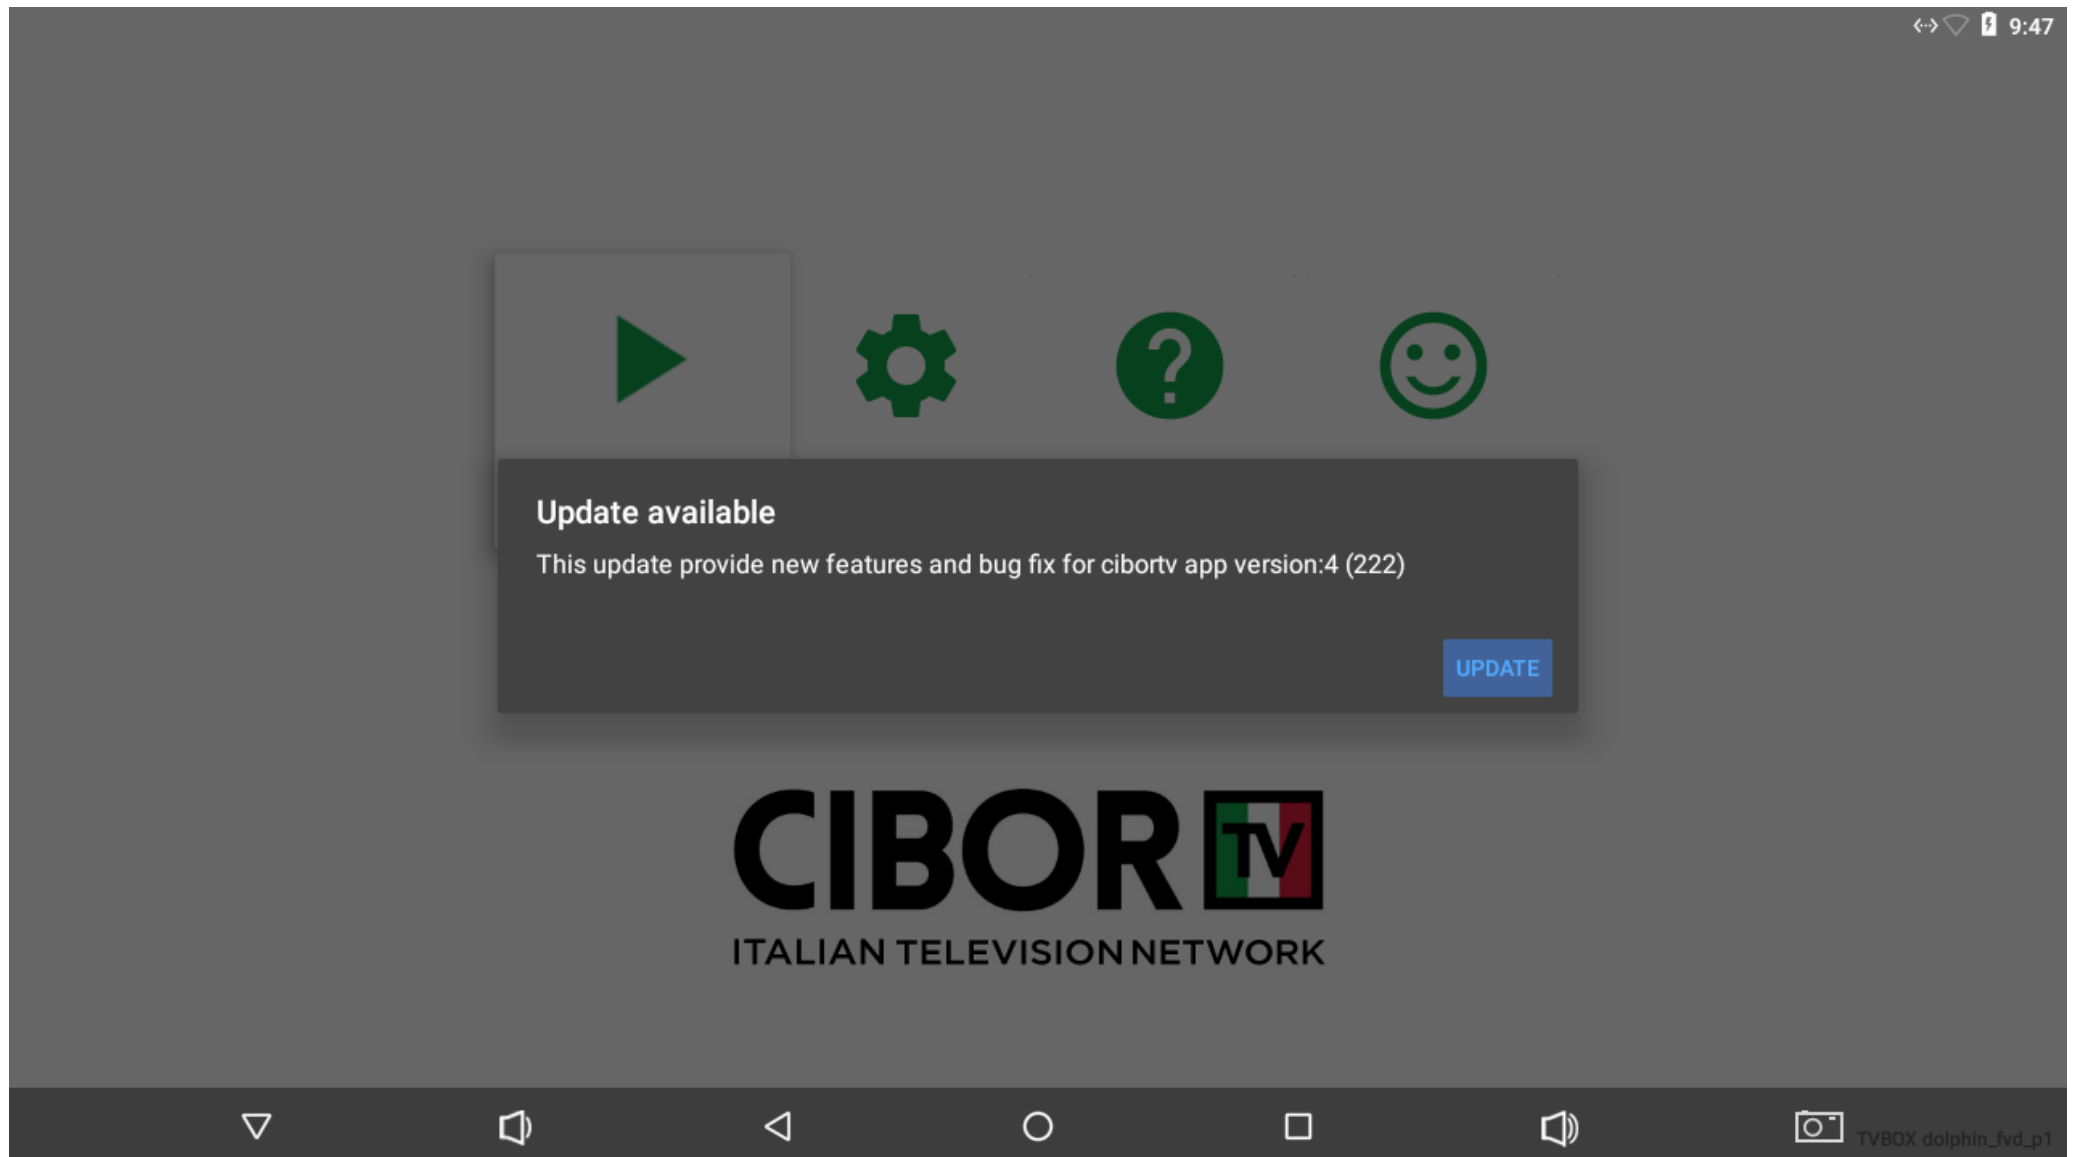 9:47
Update available
This update provide new features and bug fix for cibortv app version:4 (222)
UPDATE
CIBOR TV
ITALIAN TELEVISION NETWORK
TVBOX dolphin_fvd_p1